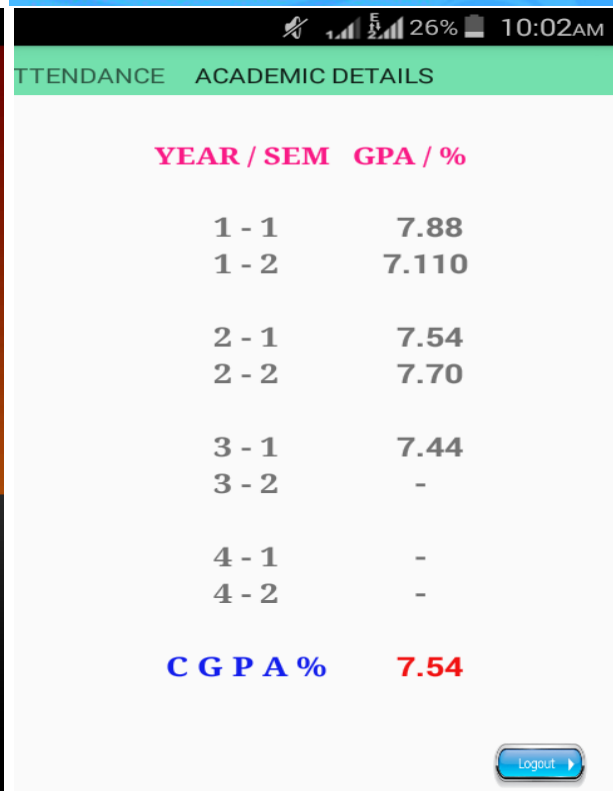 26% 10:02AM
TTENDANCE ACADEMIC DETAILS
YEAR / SEM GPA / %
1 - 1 7.88
1 - 2 7.110
2 - 1 7.54
2 - 2 7.70
3 - 1 7.44
3 - 2 -
4 - 1 -
4 - 2 -
C G P A % 7.54
Logout